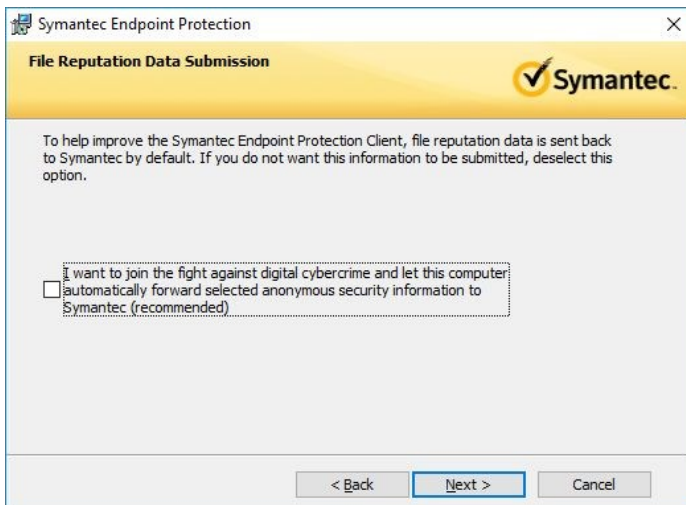 Symantec Endpoint Protection
File Reputation Data Submission
Symantec.
To help improve the Symantec Endpoint Protection Client, file reputation data is sent back
to Symantec by default. If you do not want this information to be submitted, deselect this
option.
I want to join the fight against digital cybercrime and let this computer
automatically forward selected anonymous security information to
Symantec (recommended)
< Back
Next >
Cancel